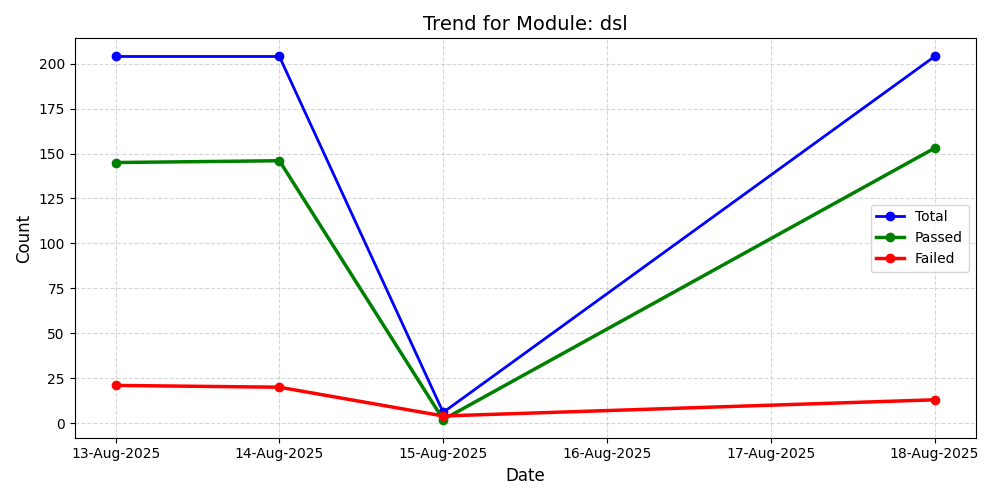 Trend for Module: dsl
200
175
150
125
100
75
50
25
0
Count
Total
Passed
Failed
13-Aug-2025 14-Aug-2025 15-Aug-2025 16-Aug-2025 17-Aug-2025 18-Aug-2025
Date